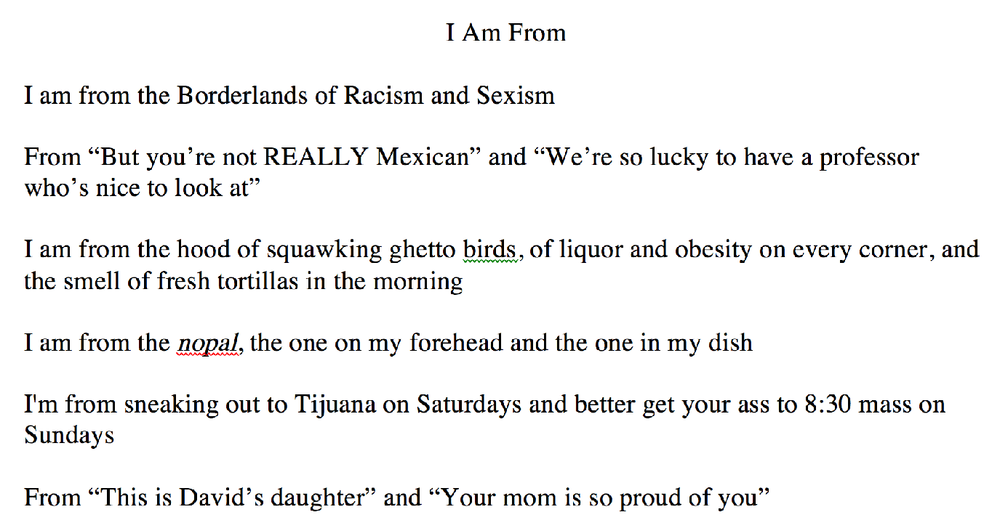 I Am From
I am from the Borderlands of Racism and Sexism
From “But you’re not REALLY Mexican” and “We’re so lucky to have a professor
who’s nice to look at”
I am from the hood of squawking ghetto birds, of liquor and obesity on every corner, and
the smell of fresh tortillas in the morning
I am from the nopal, the one on my forehead and the one in my dish
I'm from sneaking out to Tijuana on Saturdays and better get your ass to 8:30 mass on
Sundays
From “This is David’s daughter” and “Your mom is so proud of you”